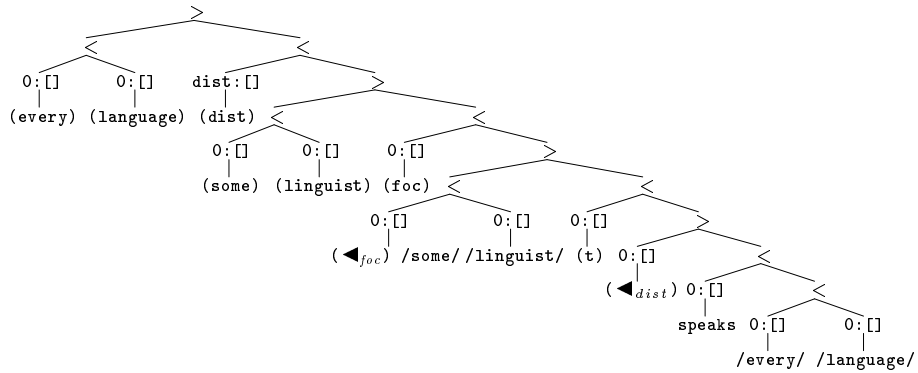 >
< <
0:[] 0:[] dist:[] >
(every) (language) (dist) < <
0:[] 0:[] 0:[] >
(some) (linguist) (foc) < <
0:[] 0:[] 0:[] >
(◀foc) /some/ /linguist/ (t) 0:[] <
(◀dist) 0:[] <
speaks 0:[] 0:[]
/every/ /language/